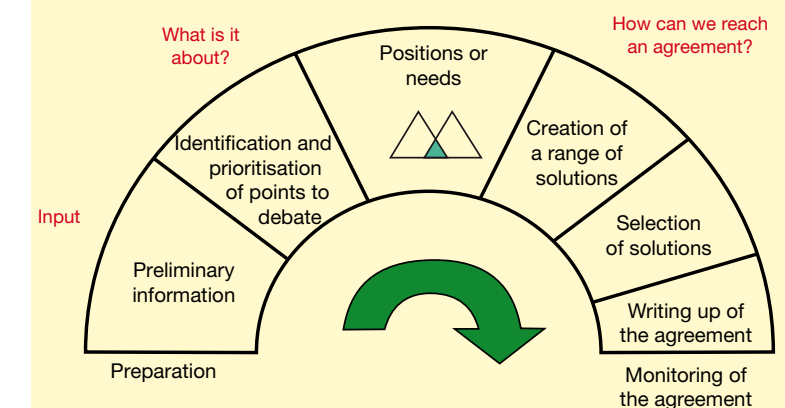 What is it
about?
How can we reach
an agreement?
Input
Preparation
Preliminary
information
Identification and
prioritisation
of points to
debate
Positions or
needs
Creation of
a range of
solutions
Selection
of solutions
Writing up of
the agreement
Monitoring of
the agreement